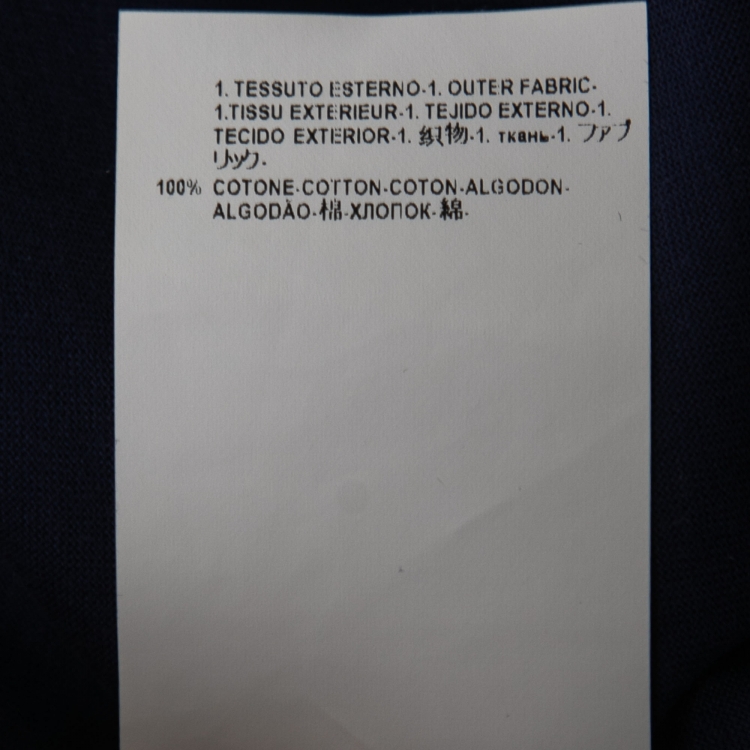 1. TESSUTO ESTERNO-1. OUTER FABRIC-
1.TISSU EXTERIEUR-1. TEJIDO EXTERNO-1.
TECIDO EXTERIOR-1. 织物-1. ткань-1. ファブ
リック-
100% COTONE-COTTON-COTON-ALGODON-
ALGODÃO-棉-ХЛОПОК-綿-